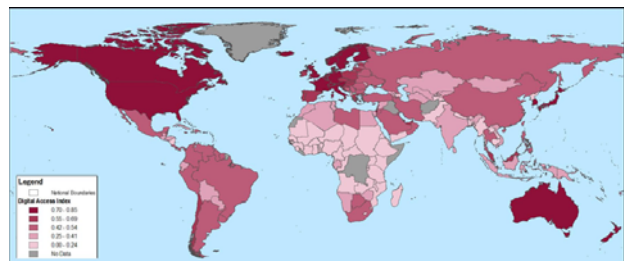 Legend
National Boundaries
Digital Access Index
0.70 - 0.85
0.55 - 0.69
0.42 - 0.54
0.25 - 0.41
0.00 - 0.24
No Data